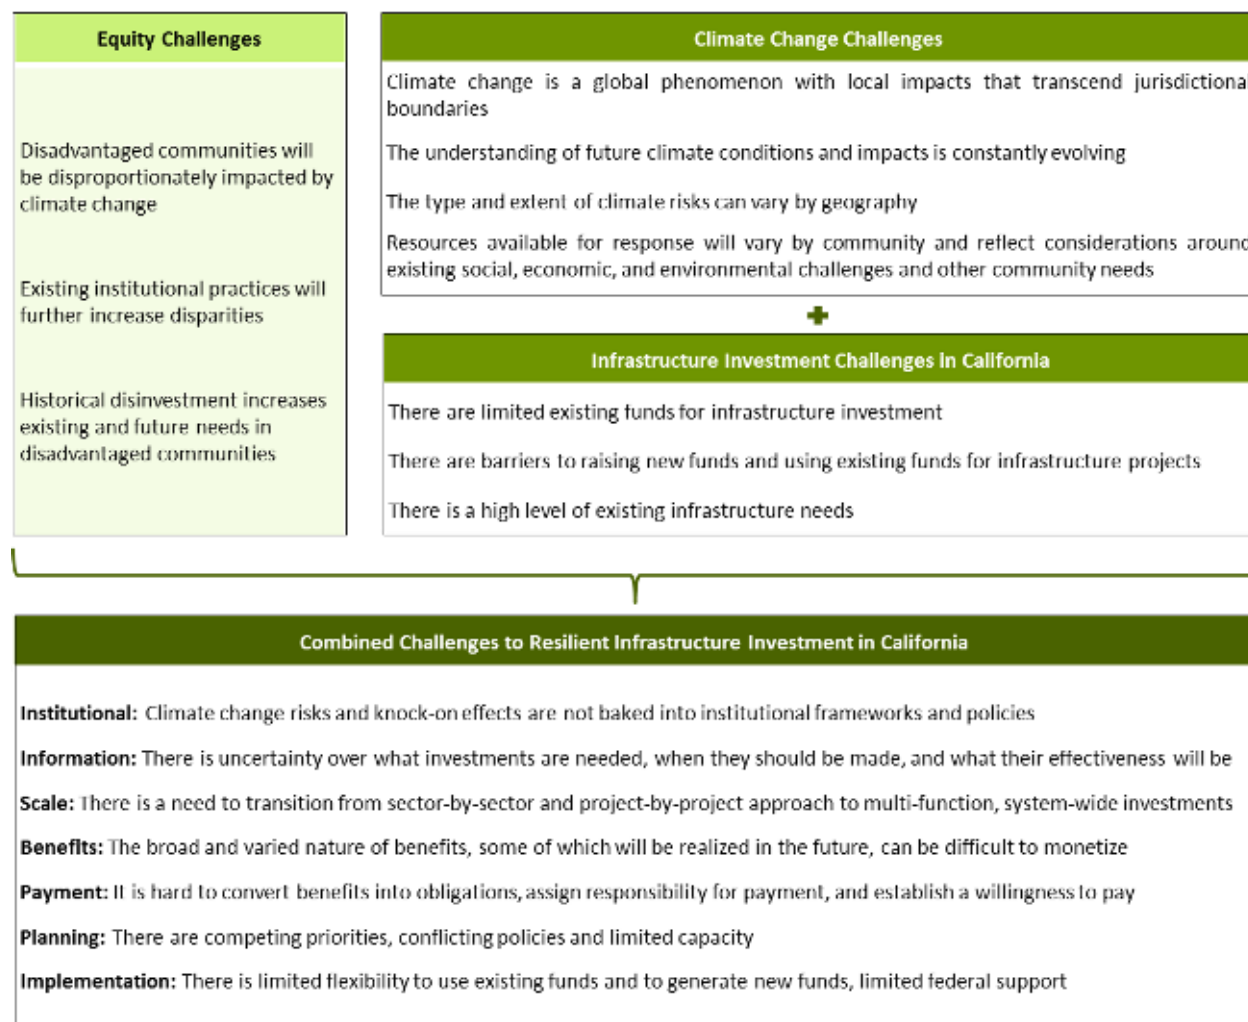 Equity Challenges
Disadvantaged communities will
be disproportionately impacted by
climate change
Existing institutional practices will
further increase disparities
Historical disinvestment increases
existing and future needs in
disadvantaged communities
Climate Change Challenges
Climate change is a global phenomenon with local impacts that transcend jurisdictional
boundaries
The understanding of future climate conditions and impacts is constantly evolving
The type and extent of climate risks can vary by geography
Resources available for response will vary by community and reflect considerations around
existing social, economic, and environmental challenges and other community needs
Infrastructure Investment Challenges in California
There are limited existing funds for infrastructure investment
There are barriers to raising new funds and using existing funds for infrastructure projects
There is a high level of existing infrastructure needs
Combined Challenges to Resilient Infrastructure Investment in California
Institutional: Climate change risks and knock-on effects are not baked into institutional frameworks and policies
Information: There is uncertainty over what investments are needed, when they should be made, and what their effectiveness will be
Scale: There is a need to transition from sector-by-sector and project-by-project approach to multi-function, system-wide investments
Benefits: The broad and varied nature of benefits, some of which will be realized in the future, can be difficult to monetize
Payment: It is hard to convert benefits into obligations, assign responsibility for payment, and establish a willingness to pay
Planning: There are competing priorities, conflicting policies and limited capacity
Implementation: There is limited flexibility to use existing funds and to generate new funds, limited federal support